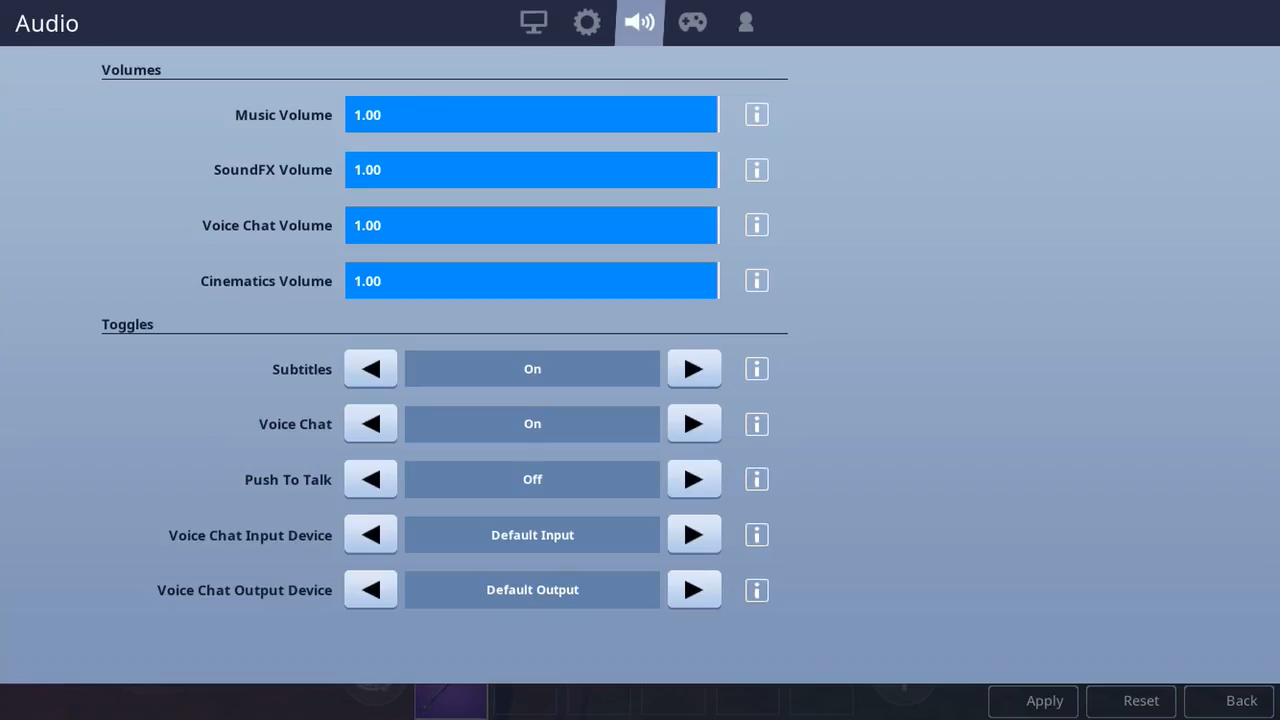 Audio
Volumes
Music Volume 1.00
SoundFX Volume 1.00
Voice Chat Volume 1.00
Cinematics Volume 1.00
Toggles
Subtitles On
Voice Chat On
Push To Talk Off
Voice Chat Input Device Default Input
Voice Chat Output Device Default Output
Apply Reset Back